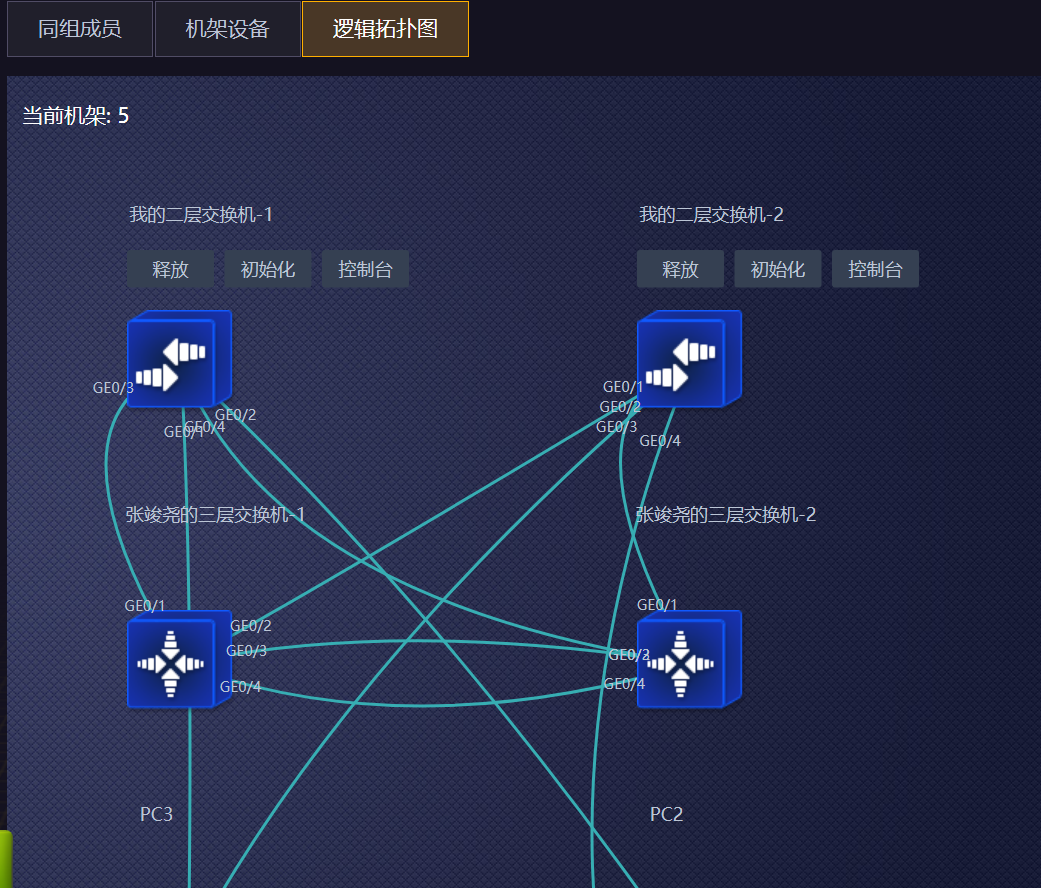 同组成员
机架设备
逻辑拓扑图
当前机架: 5
我的二层交换机-1
我的二层交换机-2
释放
初始化
控制台
释放
初始化
控制台
GE0/3
GE0/2
GE0/4
GE0/1
GE0/1
GE0/2
GE0/3
GE0/4
张竣尧的三层交换机-1
张竣尧的三层交换机-2
GE0/1
GE0/2
GE0/3
GE0/4
GE0/1
GE0/4
PC3
PC2